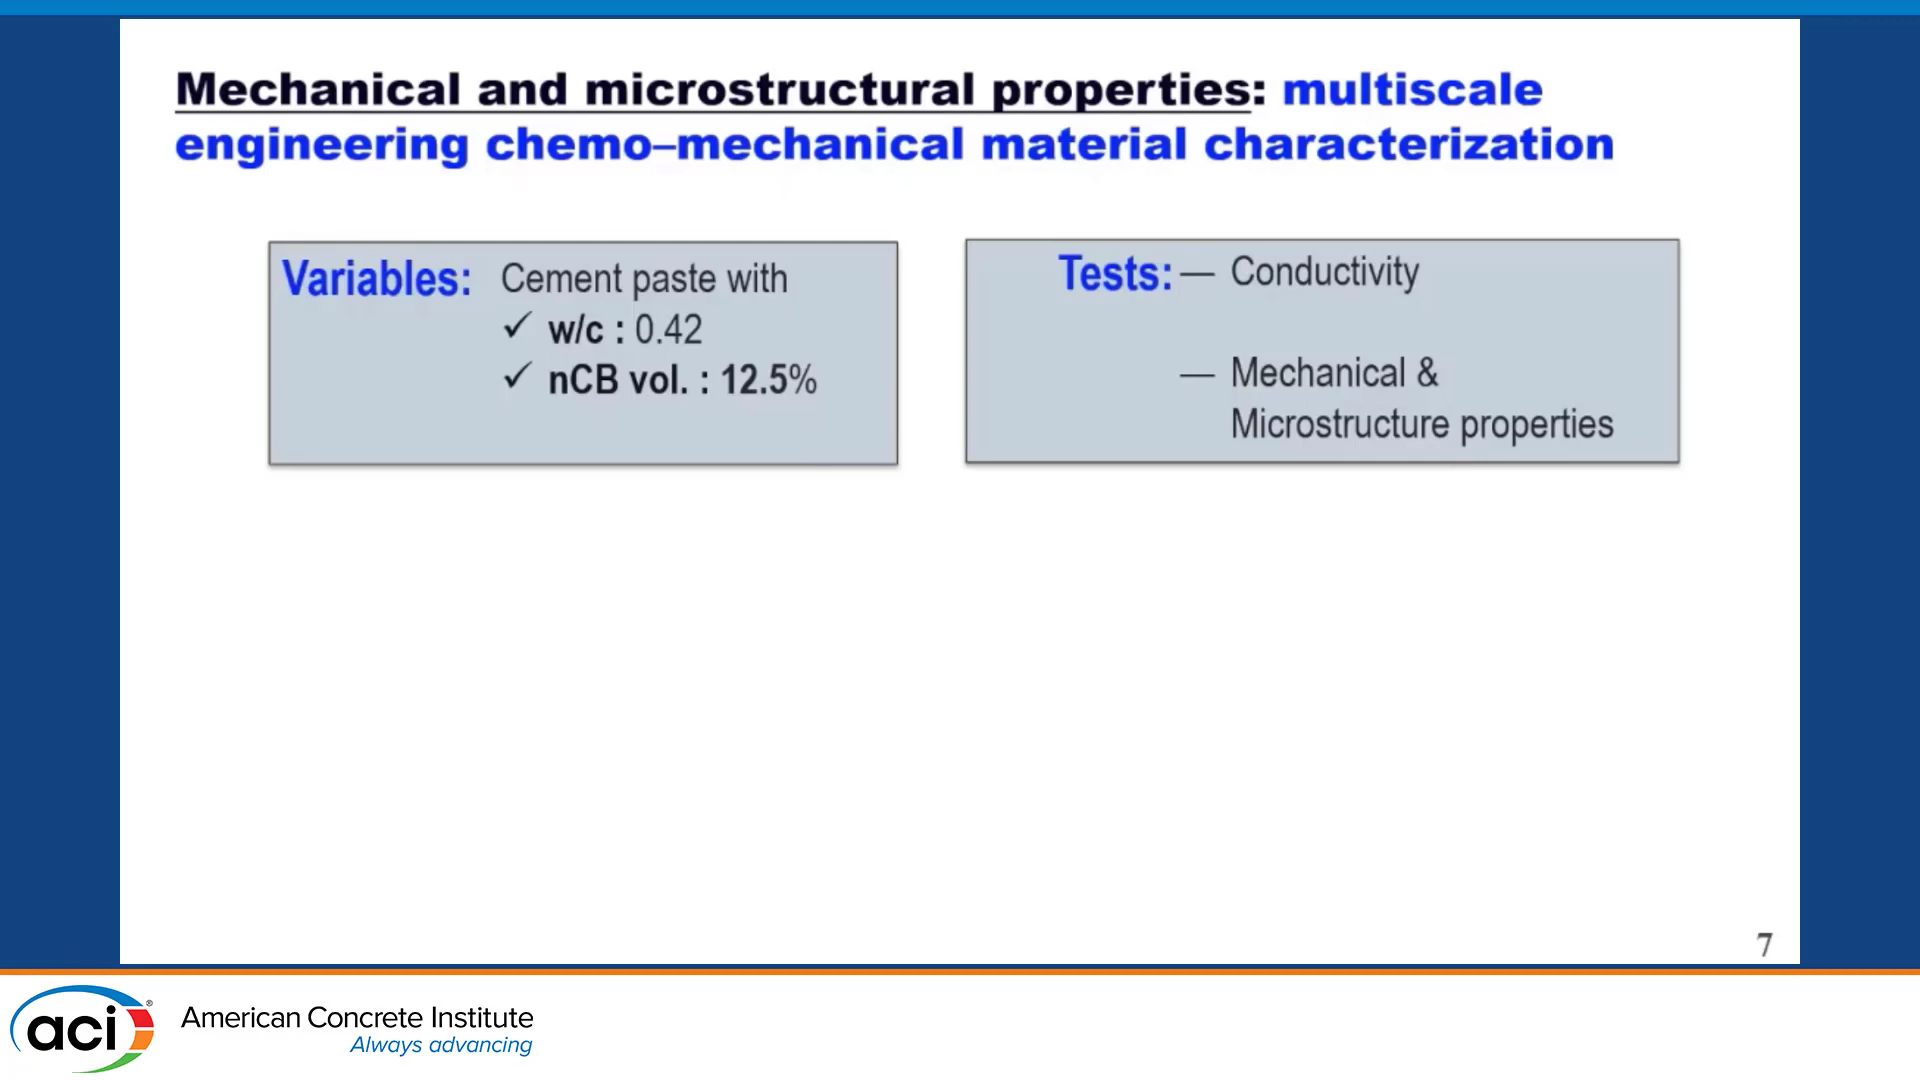 Mechanical and microstructural properties: multiscale
engineering chemo–mechanical material characterization
Variables: Cement paste with
✓ w/c : 0.42
✓ nCB vol. : 12.5%
Tests: — Conductivity
— Mechanical &
Microstructure properties
7
aci®
American Concrete Institute
Always advancing